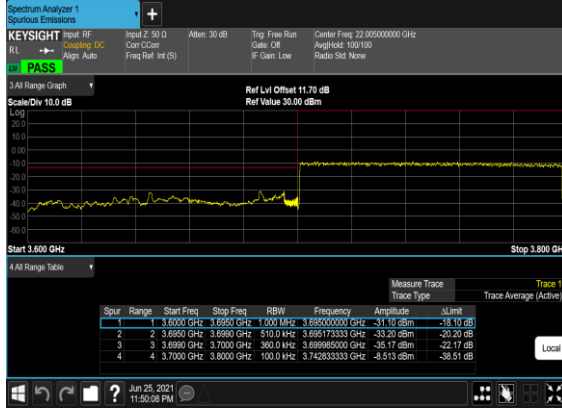 Spectrum Analyzer 1
Spurious Emissions
+
KEYSIGHT Input: RF Input Z: 50 Ω Atten: 30 dB Trig: Free Run Center Freq: 22.005000000 GHz
RL Coupling: DC Corr CCorr Gate: Off Avg|Hold: 100/100
Align: Auto Freq Ref: Int (S) IF Gain: Low Radio Std: None
PASS
3 All Range Graph
Ref Lvl Offset 11.70 dB
Scale/Div 10.0 dB Ref Value 30.00 dBm
Log
20.0
10.0
0.00
-10.0
-20.0
-30.0
-40.0
-50.0
-60.0
Start 3.600 GHz Stop 3.800 GH
4 All Range Table
Measure Trace Trace 1
Trace Type Trace Average (Active)
Spur Range Start Freq Stop Freq RBW Frequency Amplitude ΔLimit
1 1 3.6000 GHz 3.6950 GHz 1.000 MHz 3.695000000 GHz -31.10 dBm -18.10 dB
2 2 3.6950 GHz 3.6990 GHz 510.0 kHz 3.695173333 GHz -33.20 dBm -20.20 dB
3 3 3.6990 GHz 3.7000 GHz 360.0 kHz 3.699985000 GHz -35.17 dBm -22.17 dB
4 4 3.7000 GHz 3.8000 GHz 100.0 kHz 3.742833333 GHz -8.513 dBm -38.51 dB
Local
? Jun 25, 2021
11:50:08 PM